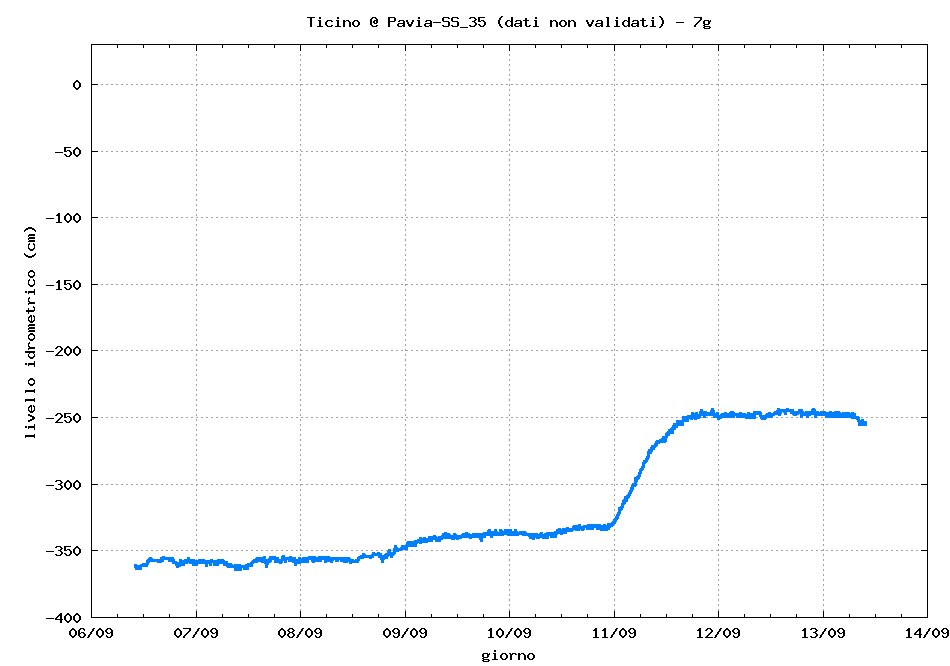 Ticino @ Pavia-SS_35 (dati non validati) - 7g
0
-50
-100
-150
-200
-250
-300
-350
-400
livello idrometrico (cm)
06/09 07/09 08/09 09/09 10/09 11/09 12/09 13/09 14/09
giorno